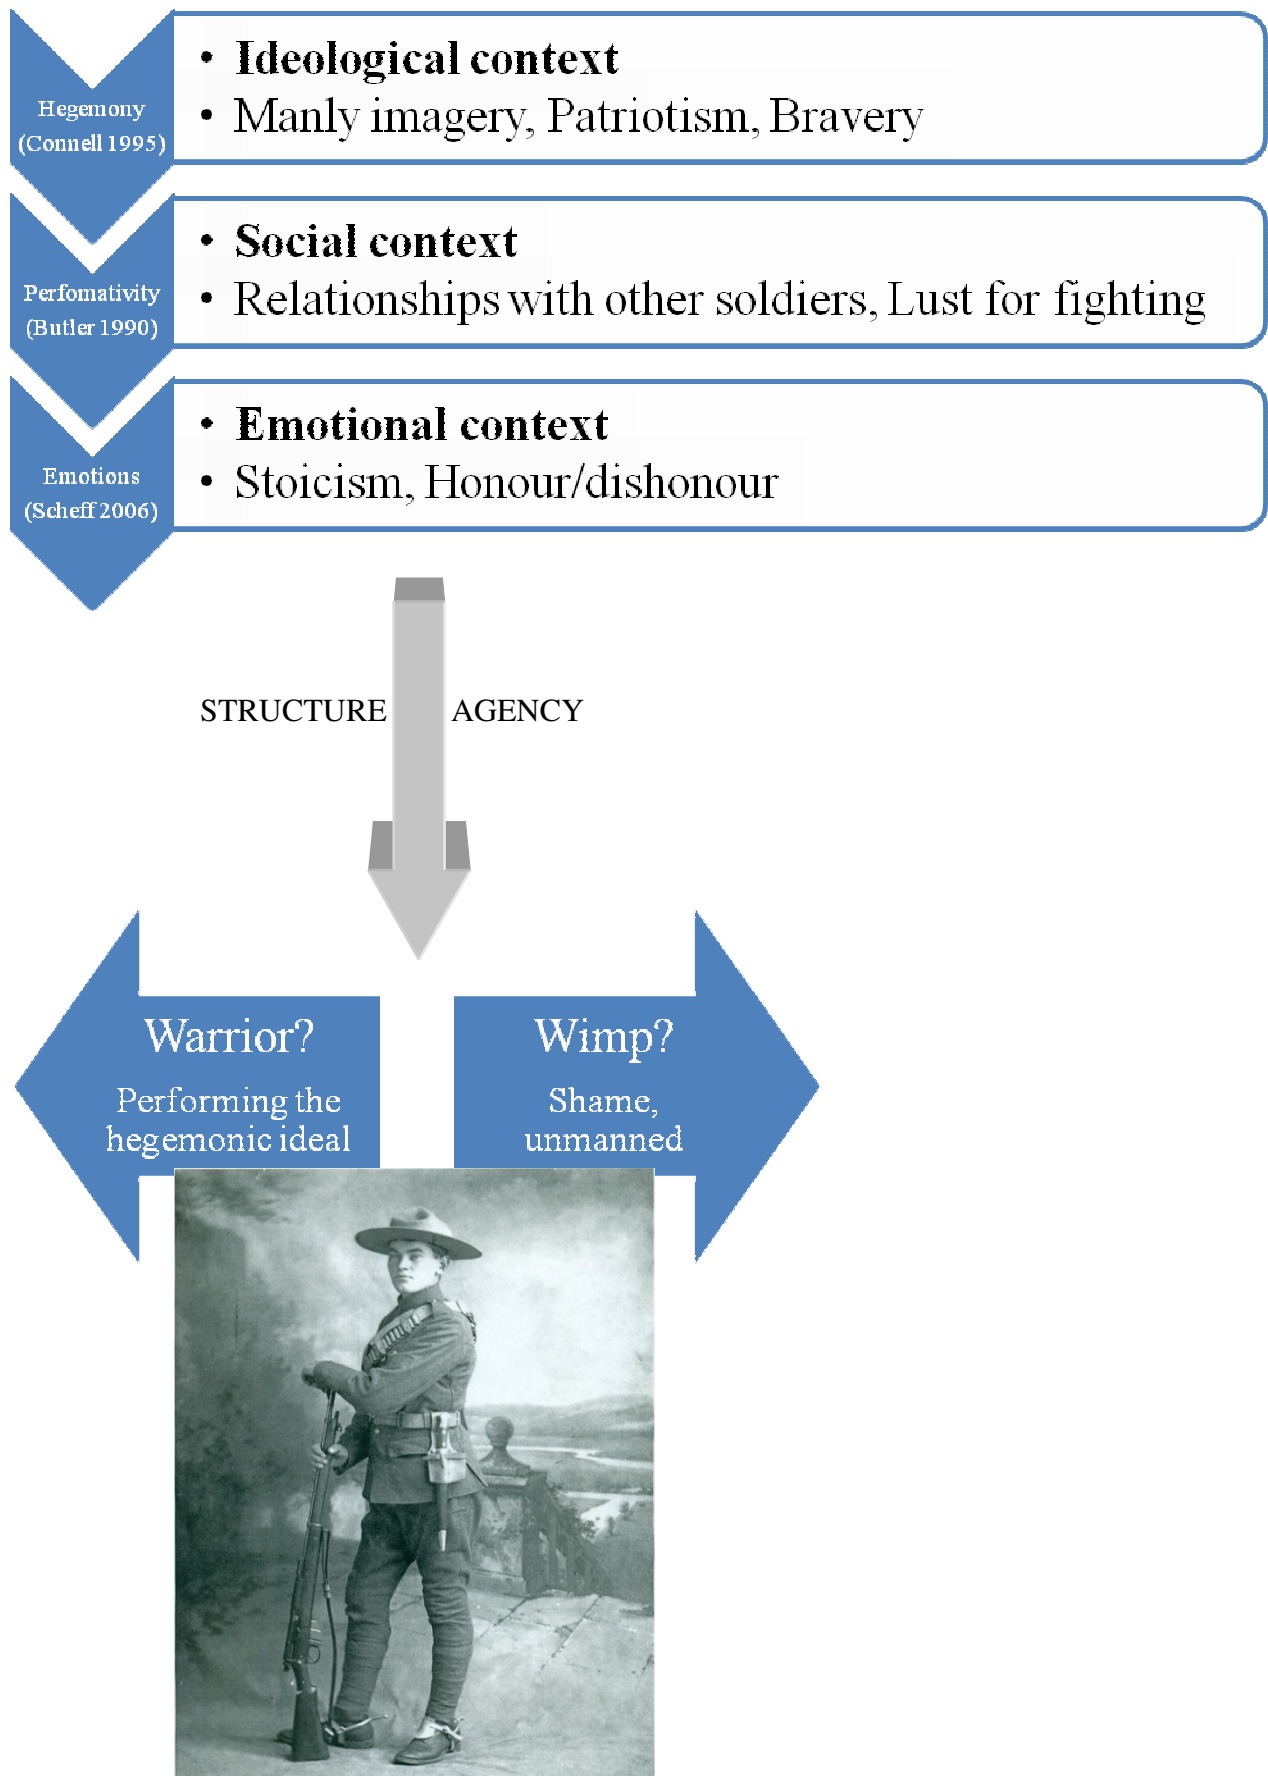 Hegemony
(Connell 1995)
• Ideological context
• Manly imagery, Patriotism, Bravery
Perfomativity
(Butler 1990)
• Social context
• Relationships with other soldiers, Lust for fighting
Emotions
(Scheff 2006)
• Emotional context
• Stoicism, Honour/dishonour
STRUCTURE AGENCY
Warrior?
Performing the
hegemonic ideal
Wimp?
Shame,
unmanned